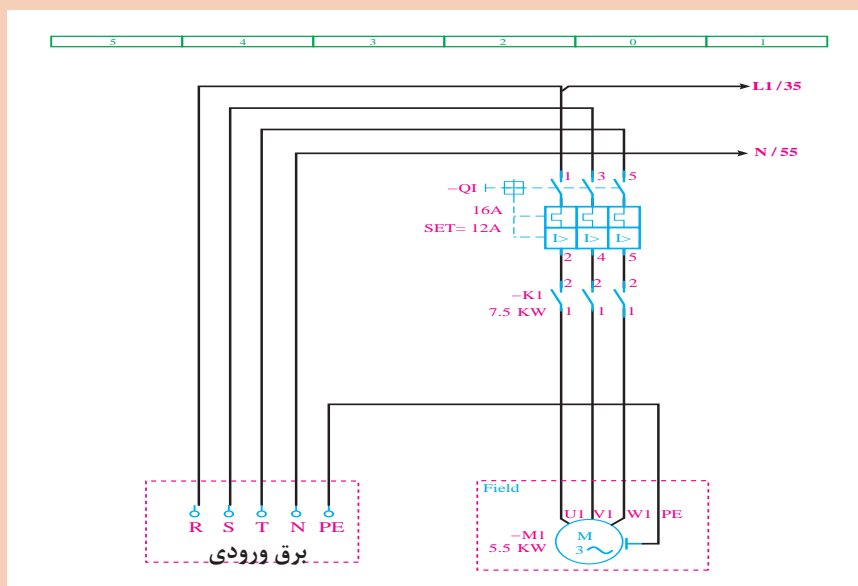 5 4 3 2 0 1
L1/35
N/55
1 3 5
–QI
16A
SET= 12A
I> I> I>
2 4 5
2 2 2
–K1
7.5 KW
1 1 1
Field
U1 V1 W1 PE
R S T N PE
–M1
5.5 KW
M
3
برق ورودی